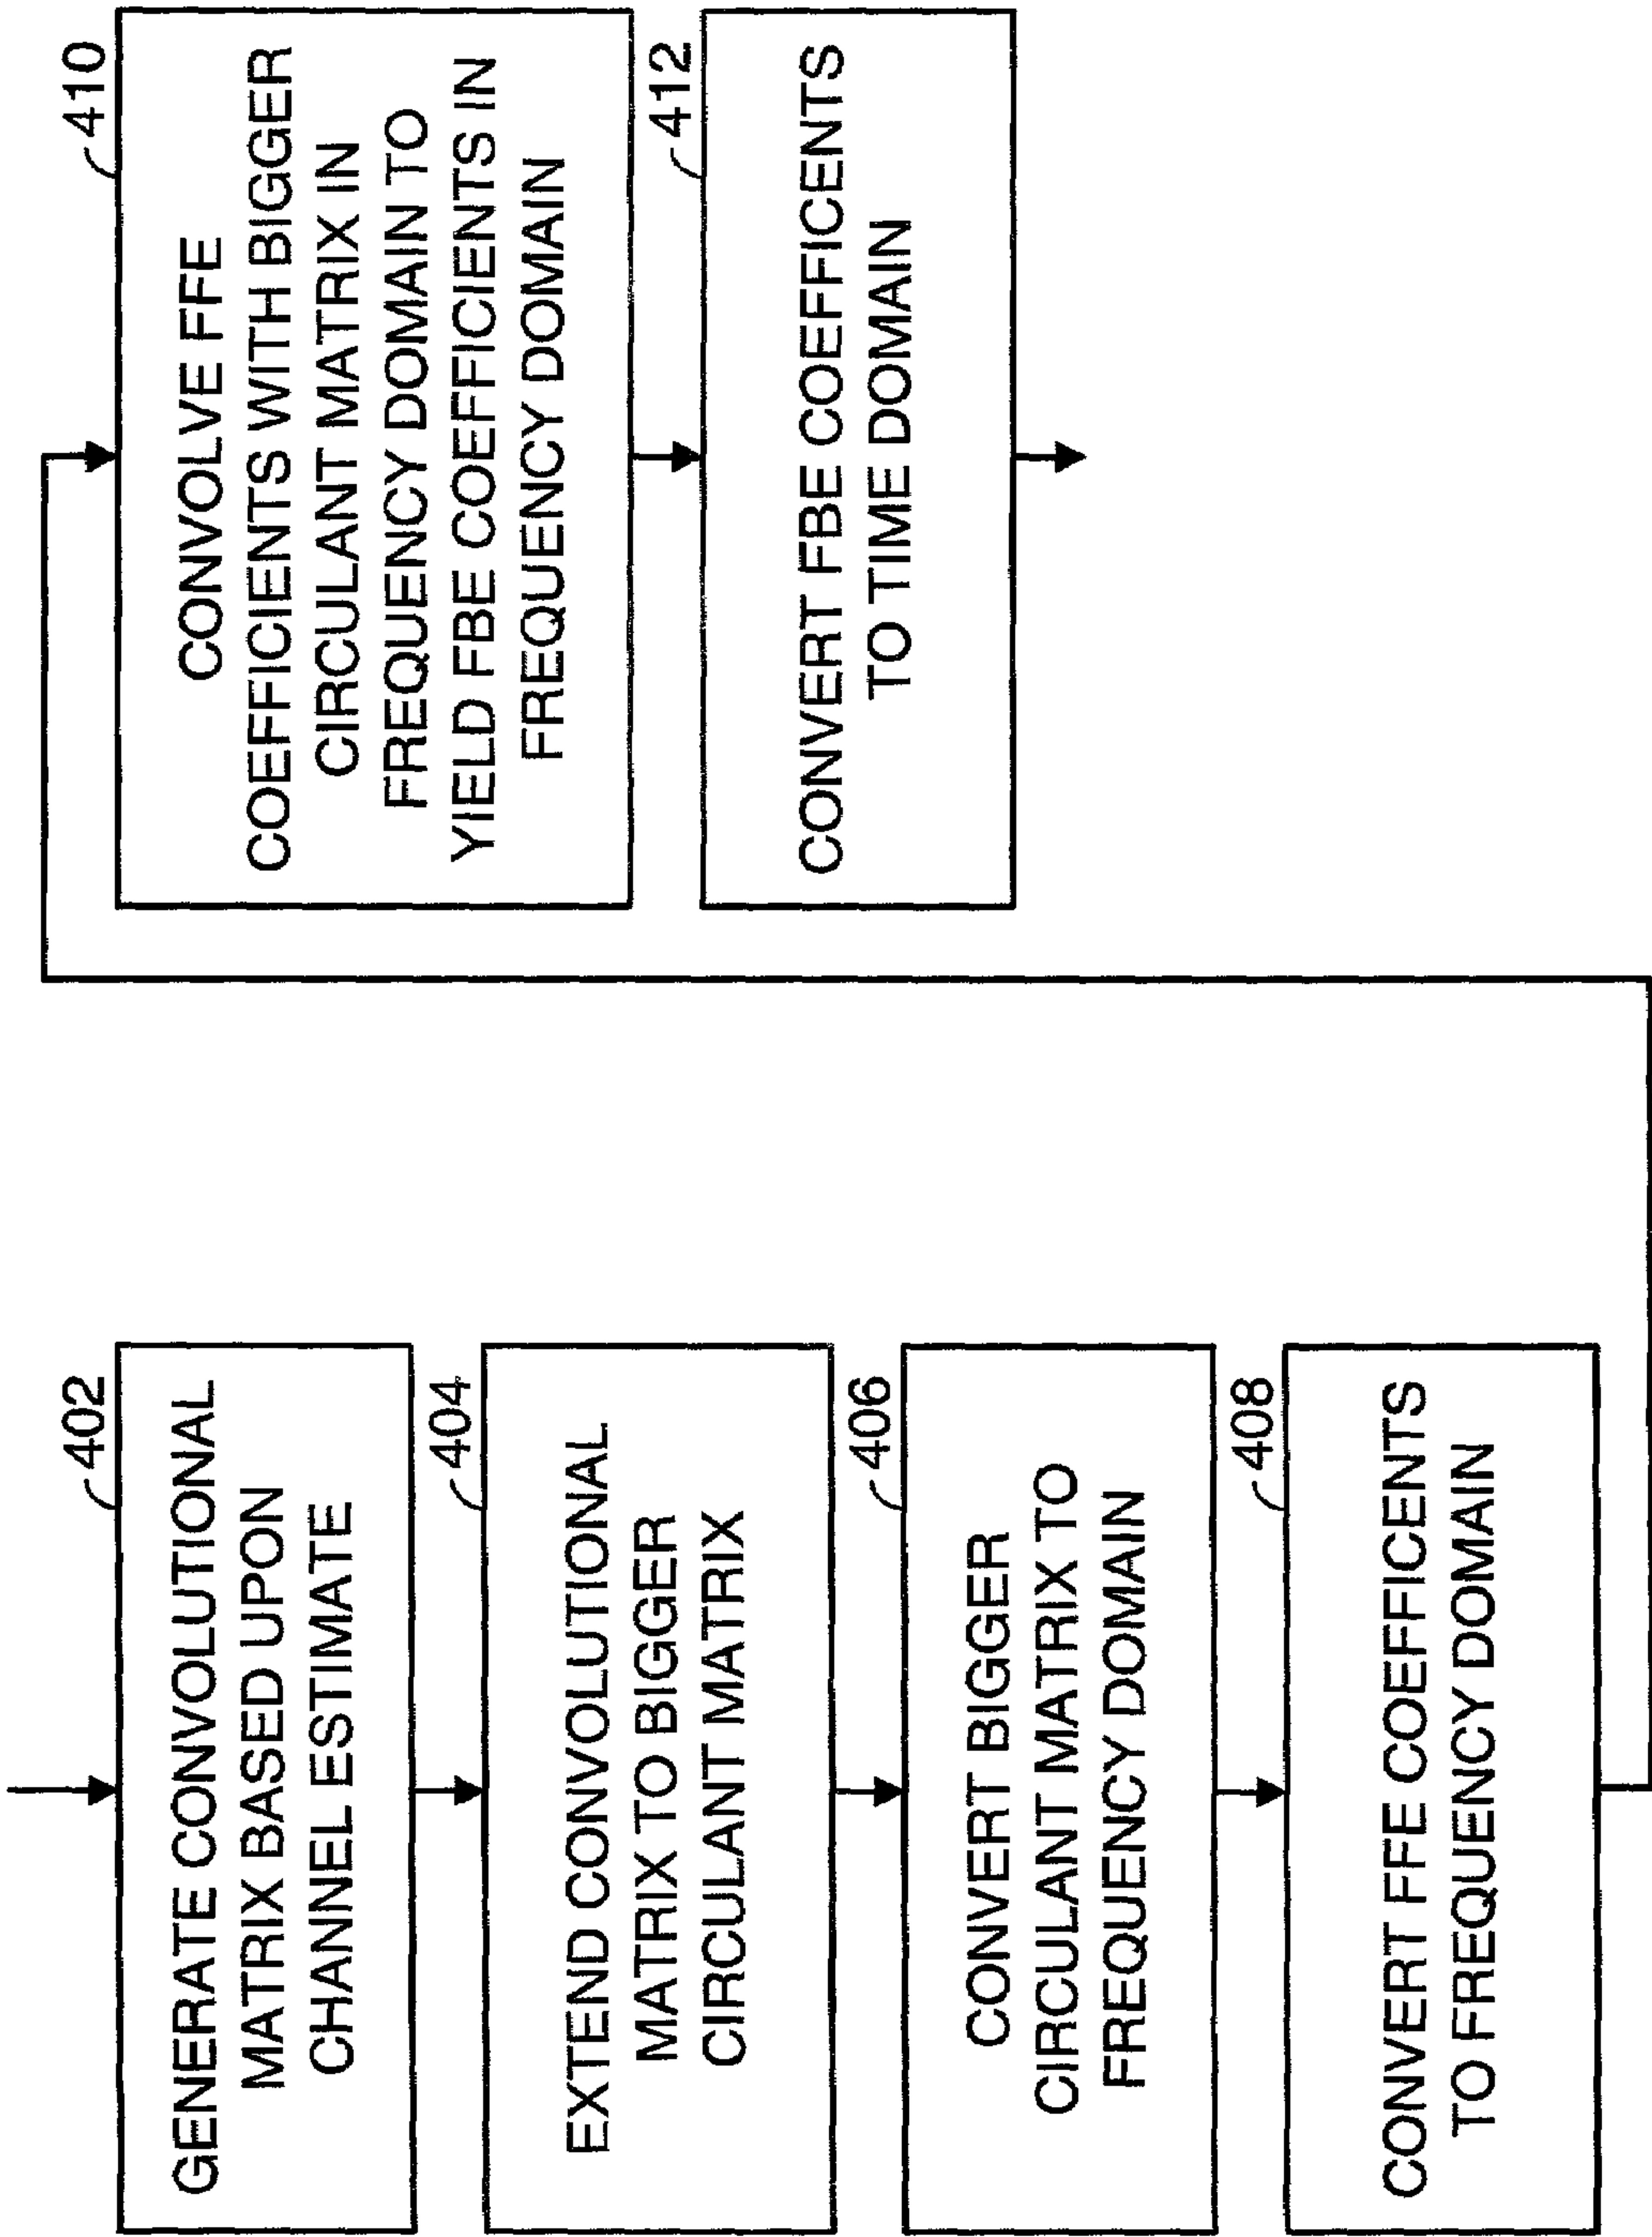 402
GENERATE CONVOLUTIONAL
MATRIX BASED UPON
CHANNEL ESTIMATE
404
EXTEND CONVOLUTIONAL
MATRIX TO BIGGER
CIRCULANT MATRIX
406
CONVERT BIGGER
CIRCULANT MATRIX TO
FREQUENCY DOMAIN
408
CONVERT FFE COEFFICENTS
TO FREQUENCY DOMAIN
410
CONVOLVE FFE
COEFFICIENTS WITH BIGGER
CIRCULANT MATRIX IN
FREQUENCY DOMAIN TO
YIELD FBE COEFFICIENTS IN
FREQUENCY DOMAIN
412
CONVERT FBE COEFFICENTS
TO TIME DOMAIN